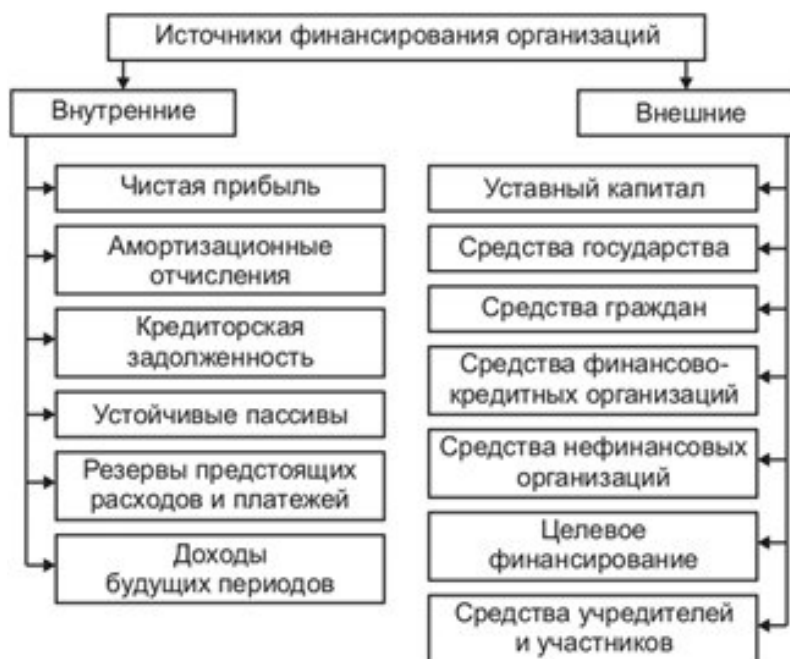 Источники финансирования организаций
Внутренние
Чистая прибыль
Амортизационные
отчисления
Кредиторская
задолженность
Устойчивые пассивы
Резервы предстоящих
расходов и платежей
Доходы
будущих периодов
Внешние
Уставный капитал
Средства государства
Средства граждан
Средства финансово-
кредитных организаций
Средства нефинансовых
организаций
Целевое
финансирование
Средства учредителей
и участников